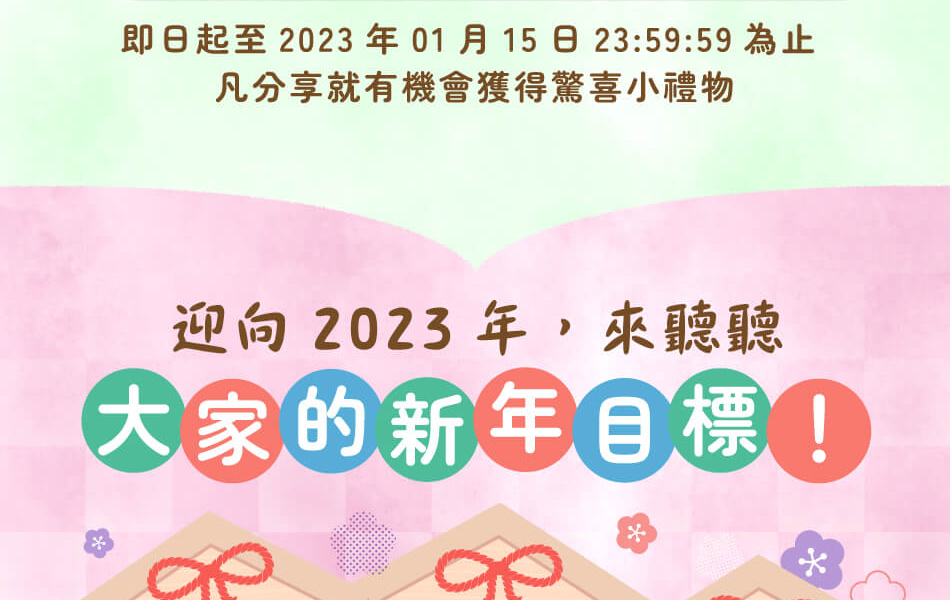 即日起至 2023 年 01 月 15 日 23:59:59 為止
凡分享就有機會獲得驚喜小禮物
迎向 2023 年，來聽聽
大家的新年目標！